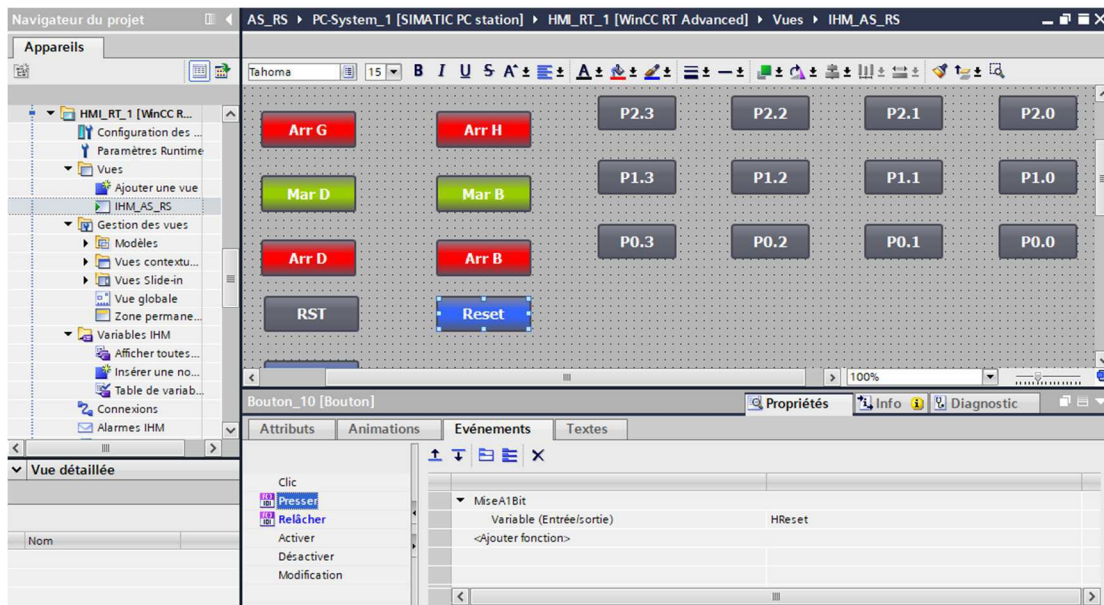 Navigateur du projet
AS_RS PC-System_1 [SIMATIC PC station] HMI_RT_1 [WinCC RT Advanced] Vues IHM_AS_RS
Appareils
Tahoma 15 B I U S A A
HMI_RT_1 [WinCC R...
Configuration des ...
Paramètres Runtime
Vues
Ajouter une vue
IHM_AS_RS
Gestion des vues
Modèles
Vues contextu...
Vues Slide-in
Vue globale
Zone permane...
Variables IHM
Afficher toutes...
Insérer une no...
Table de variab...
Connexions
Alarmes IHM
Vue détaillée
Nom
P2.3 P2.2 P2.1 P2.0
Arr G Arr H
P1.3 P1.2 P1.1 P1.0
Mar D Mar B
P0.3 P0.2 P0.1 P0.0
Arr D Arr B
RST Reset
100%
Bouton_10 [Bouton] Propriétés Info Diagnostic
Attributs Animations Evénements Textes
Clic
Presser
Relâcher
Activer
Désactiver
Modification
MiseA1Bit
Variable (Entrée/sortie) HReset
<Ajouter fonction>